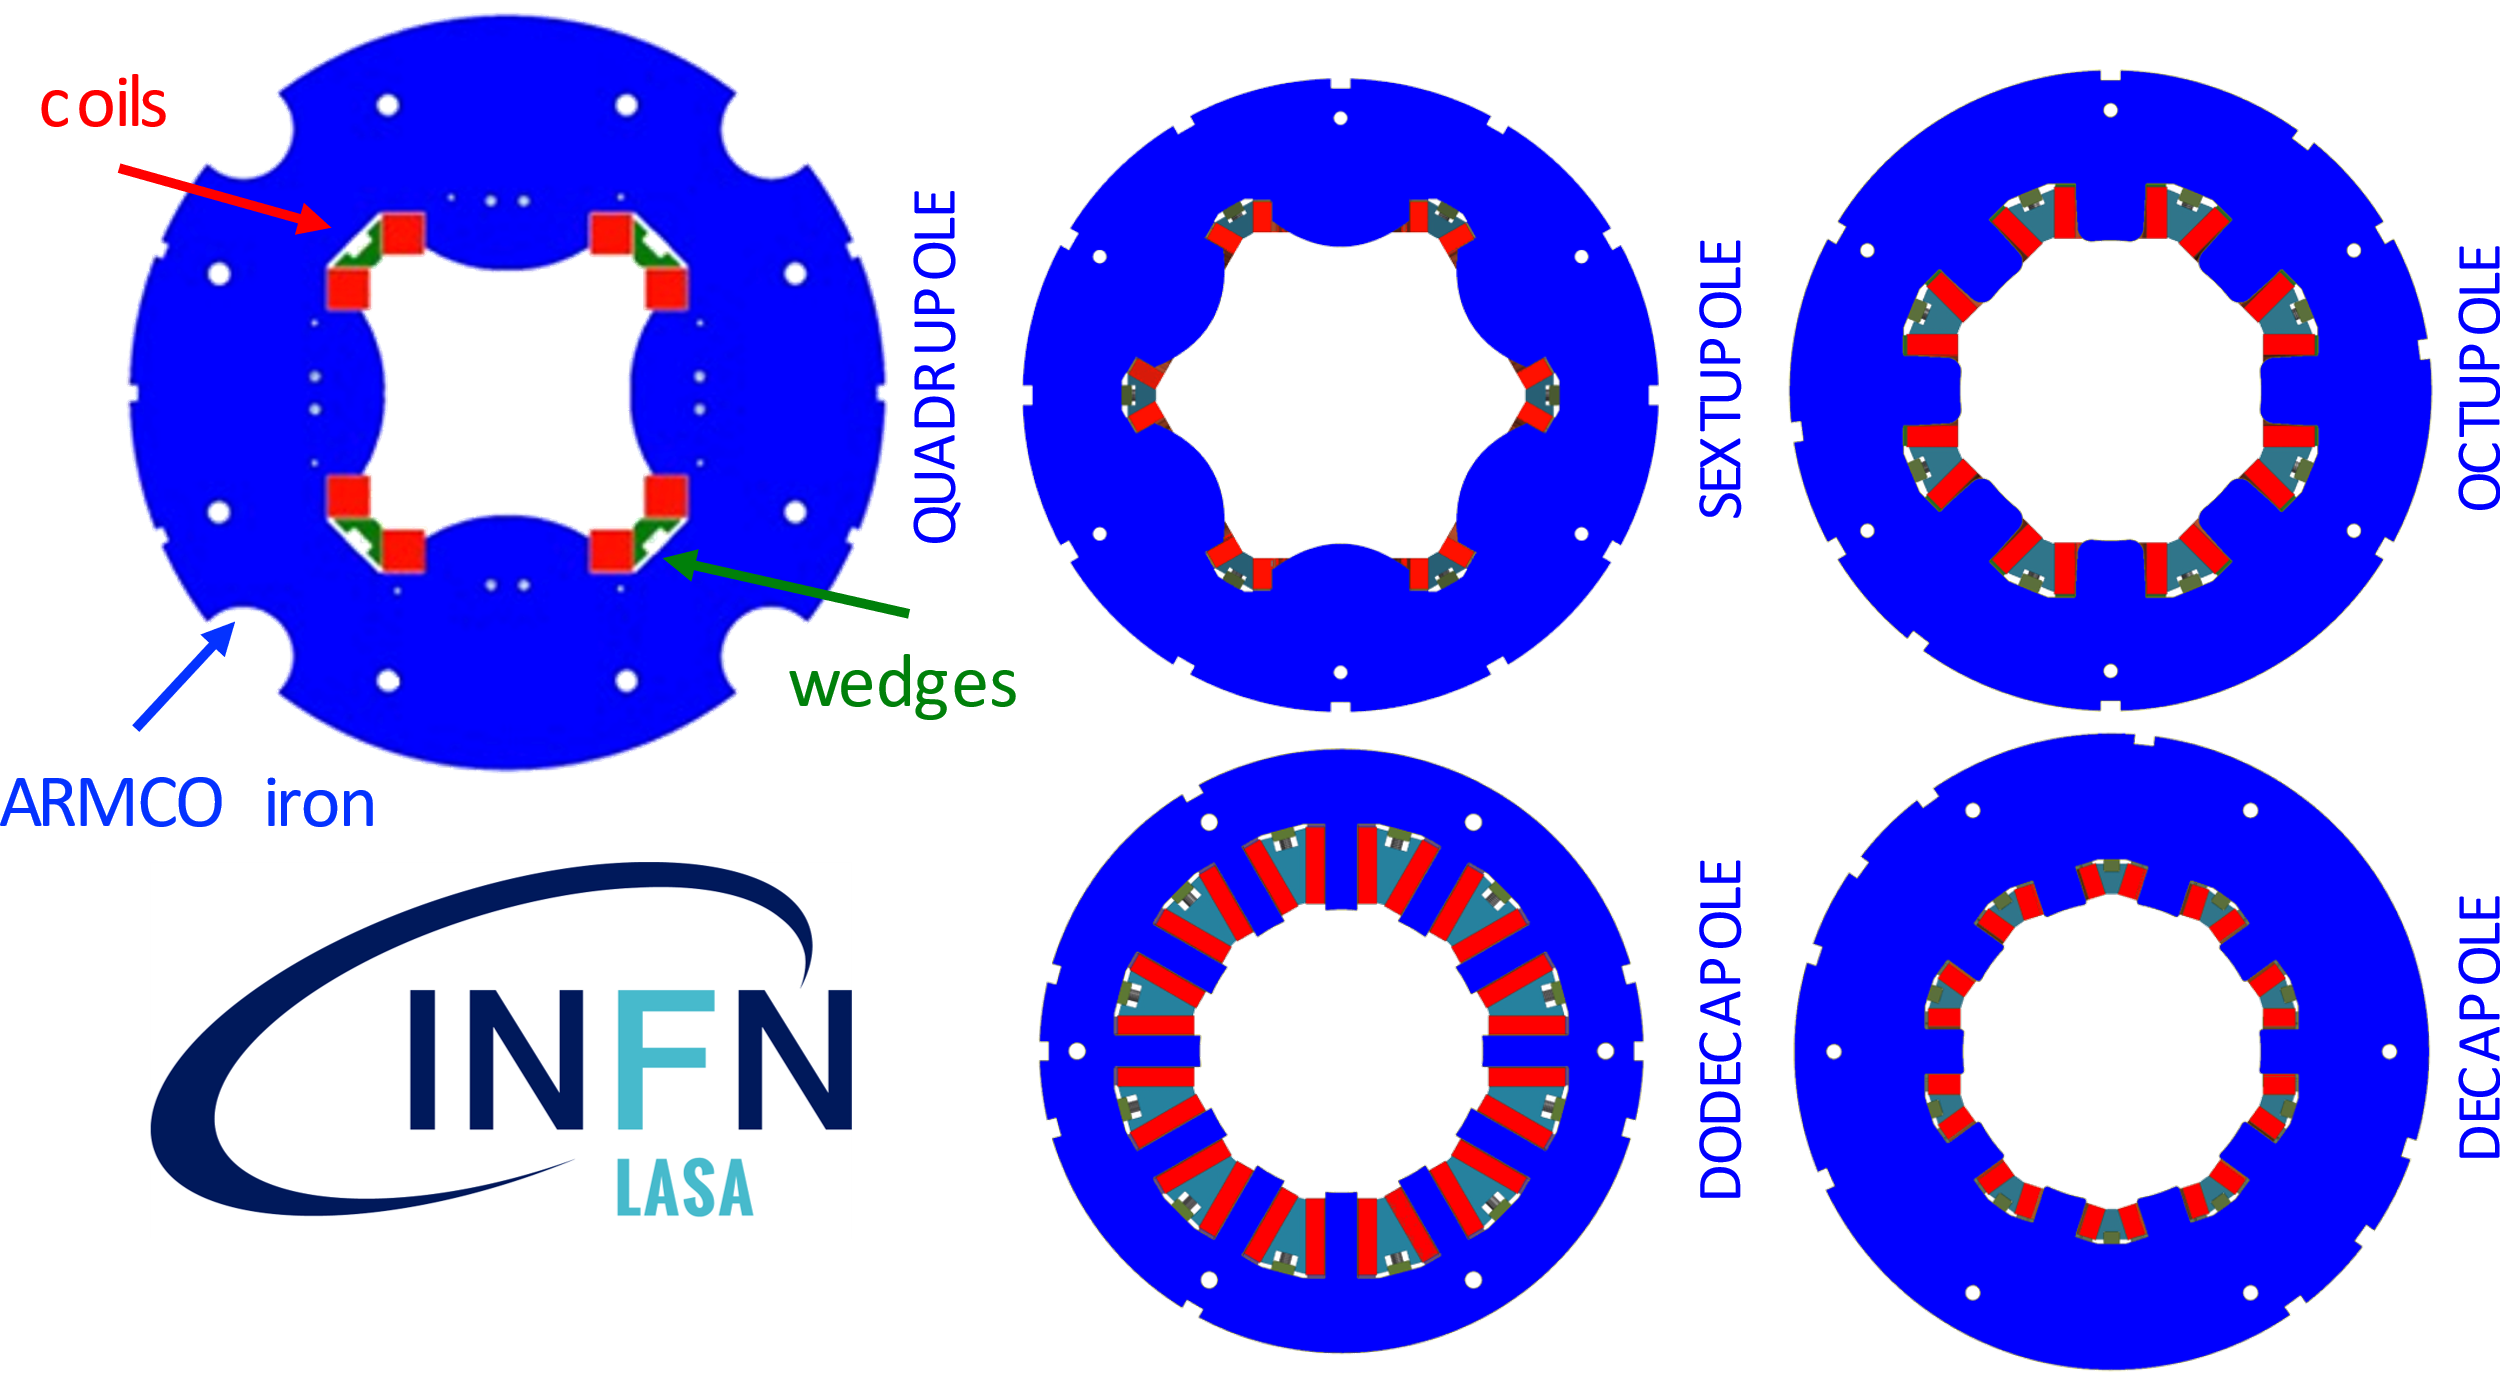 coils
QUADRUPOLE
SEXTUPOLE
OCTUPOLE
wedges
ARMCO iron
INFN
LASA
DODECAPOLE
DECAPOLE